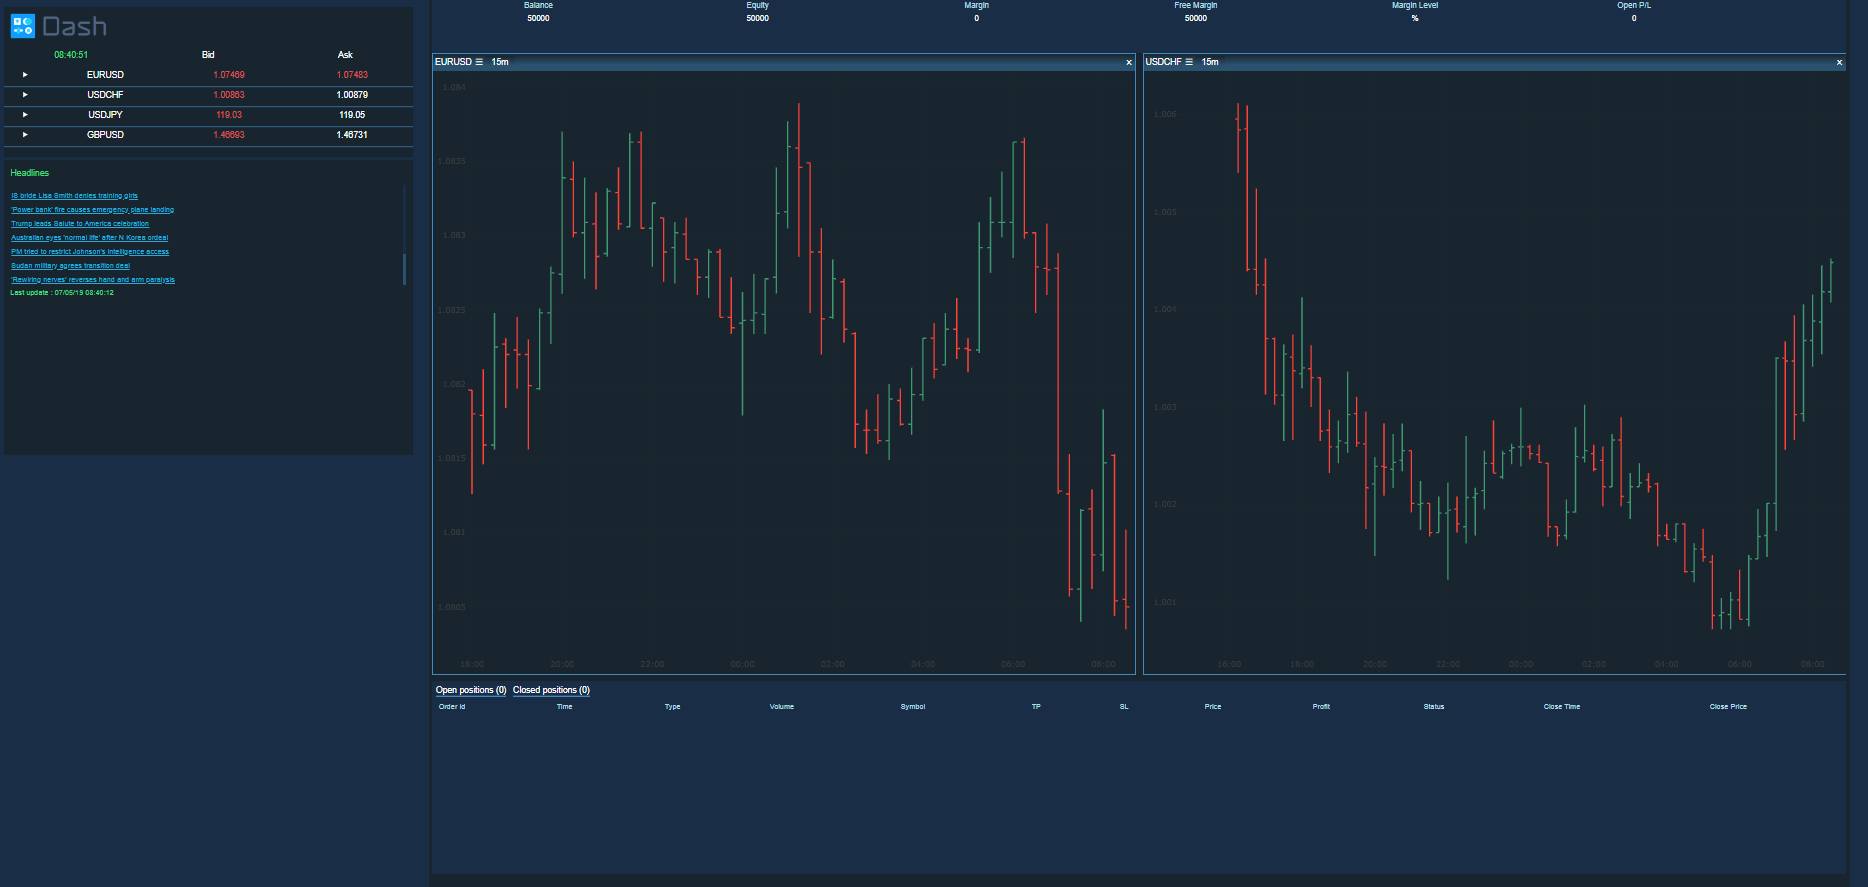 Dash
08:40:51 Bid Ask
EURUSD 1.07469 1.07483
USDCHF 1.00863 1.00879
USDJPY 119.03 119.05
GBPUSD 1.46693 1.46731
Headlines
IS bride Lisa Smith denies training girls
'Power bank' fire causes emergency plane landing
Trump leads Salute to America celebration
Australian eyes 'normal life' after N Korea ordeal
PM tried to restrict Johnson's intelligence access
Sudan military agrees transition deal
'Rewiring nerves' reverses hand and arm paralysis
Last update : 07/05/19 08:40:12
Balance Equity Margin Free Margin Margin Level Open P/L
50000 50000 0 50000 % 0
EURUSD ☰ 15m ×
1.084
1.0835
1.083
1.0825
1.082
1.0815
1.081
1.0805
18:00 20:00 22:00 00:00 02:00 04:00 06:00 08:00
USDCHF ☰ 15m ×
1.006
1.005
1.004
1.003
1.002
1.001
16:00 18:00 20:00 22:00 00:00 02:00 04:00 06:00 08:00
Open positions (0) Closed positions (0)
Order Id Time Type Volume Symbol TP SL Price Profit Status Close Time Close Price